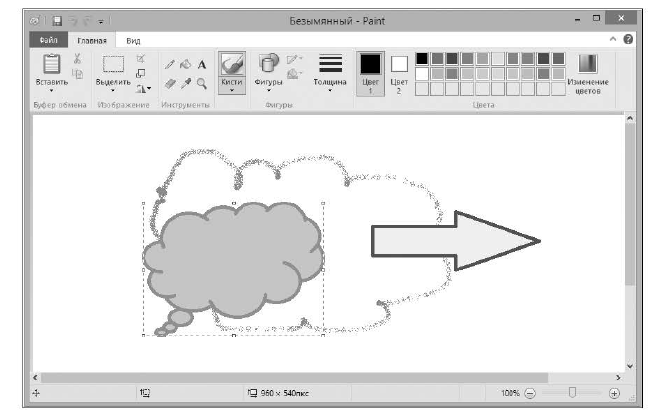 Безымянный - Paint
Файл Главная Вид
Вставить
Выделить
A
Кисти
Фигуры
Толщина
Цвет 1
Цвет 2
Изменение цветов
Буфер обмена Изображение Инструменты Фигуры Цвета
960 × 540пкс 100%